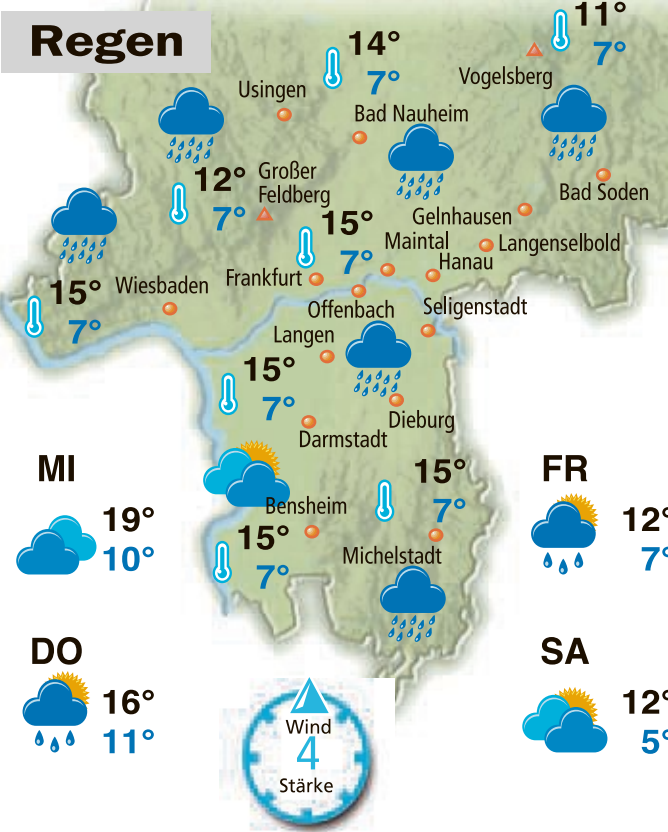 Regen
11°
7°
Vogelsberg
14°
7°
Usingen
Bad Nauheim
12°
7°
Großer
Feldberg
Bad Soden
Gelnhausen
15°
7°
Maintal
Langenselbold
Hanau
Frankfurt
Wiesbaden
15°
7°
Offenbach
Seligenstadt
Langen
15°
7°
Dieburg
Darmstadt
15°
7°
Bensheim
15°
7°
Michelstadt
MI
19°
10°
FR
12°
7°
DO
16°
11°
SA
12°
5°
Wind
4
Stärke